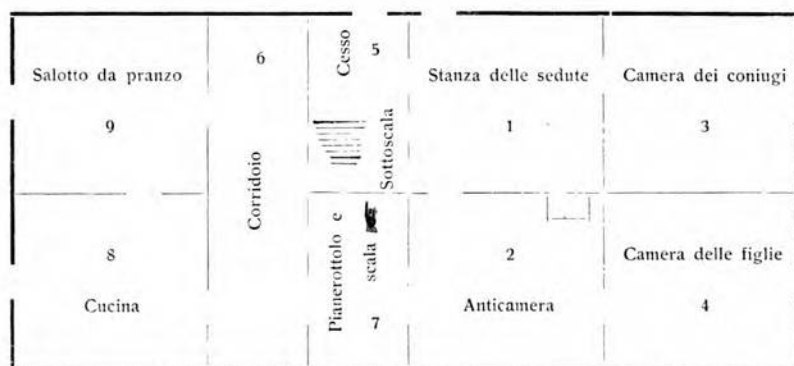 Salotto da pranzo
9
6
Corridoio
Cesso
5
Sottoscala
Stanza delle sedute
1
Camera dei coniugi
3
8
Cucina
Pianerottolo e
scala
7
2
Anticamera
Camera delle figlie
4